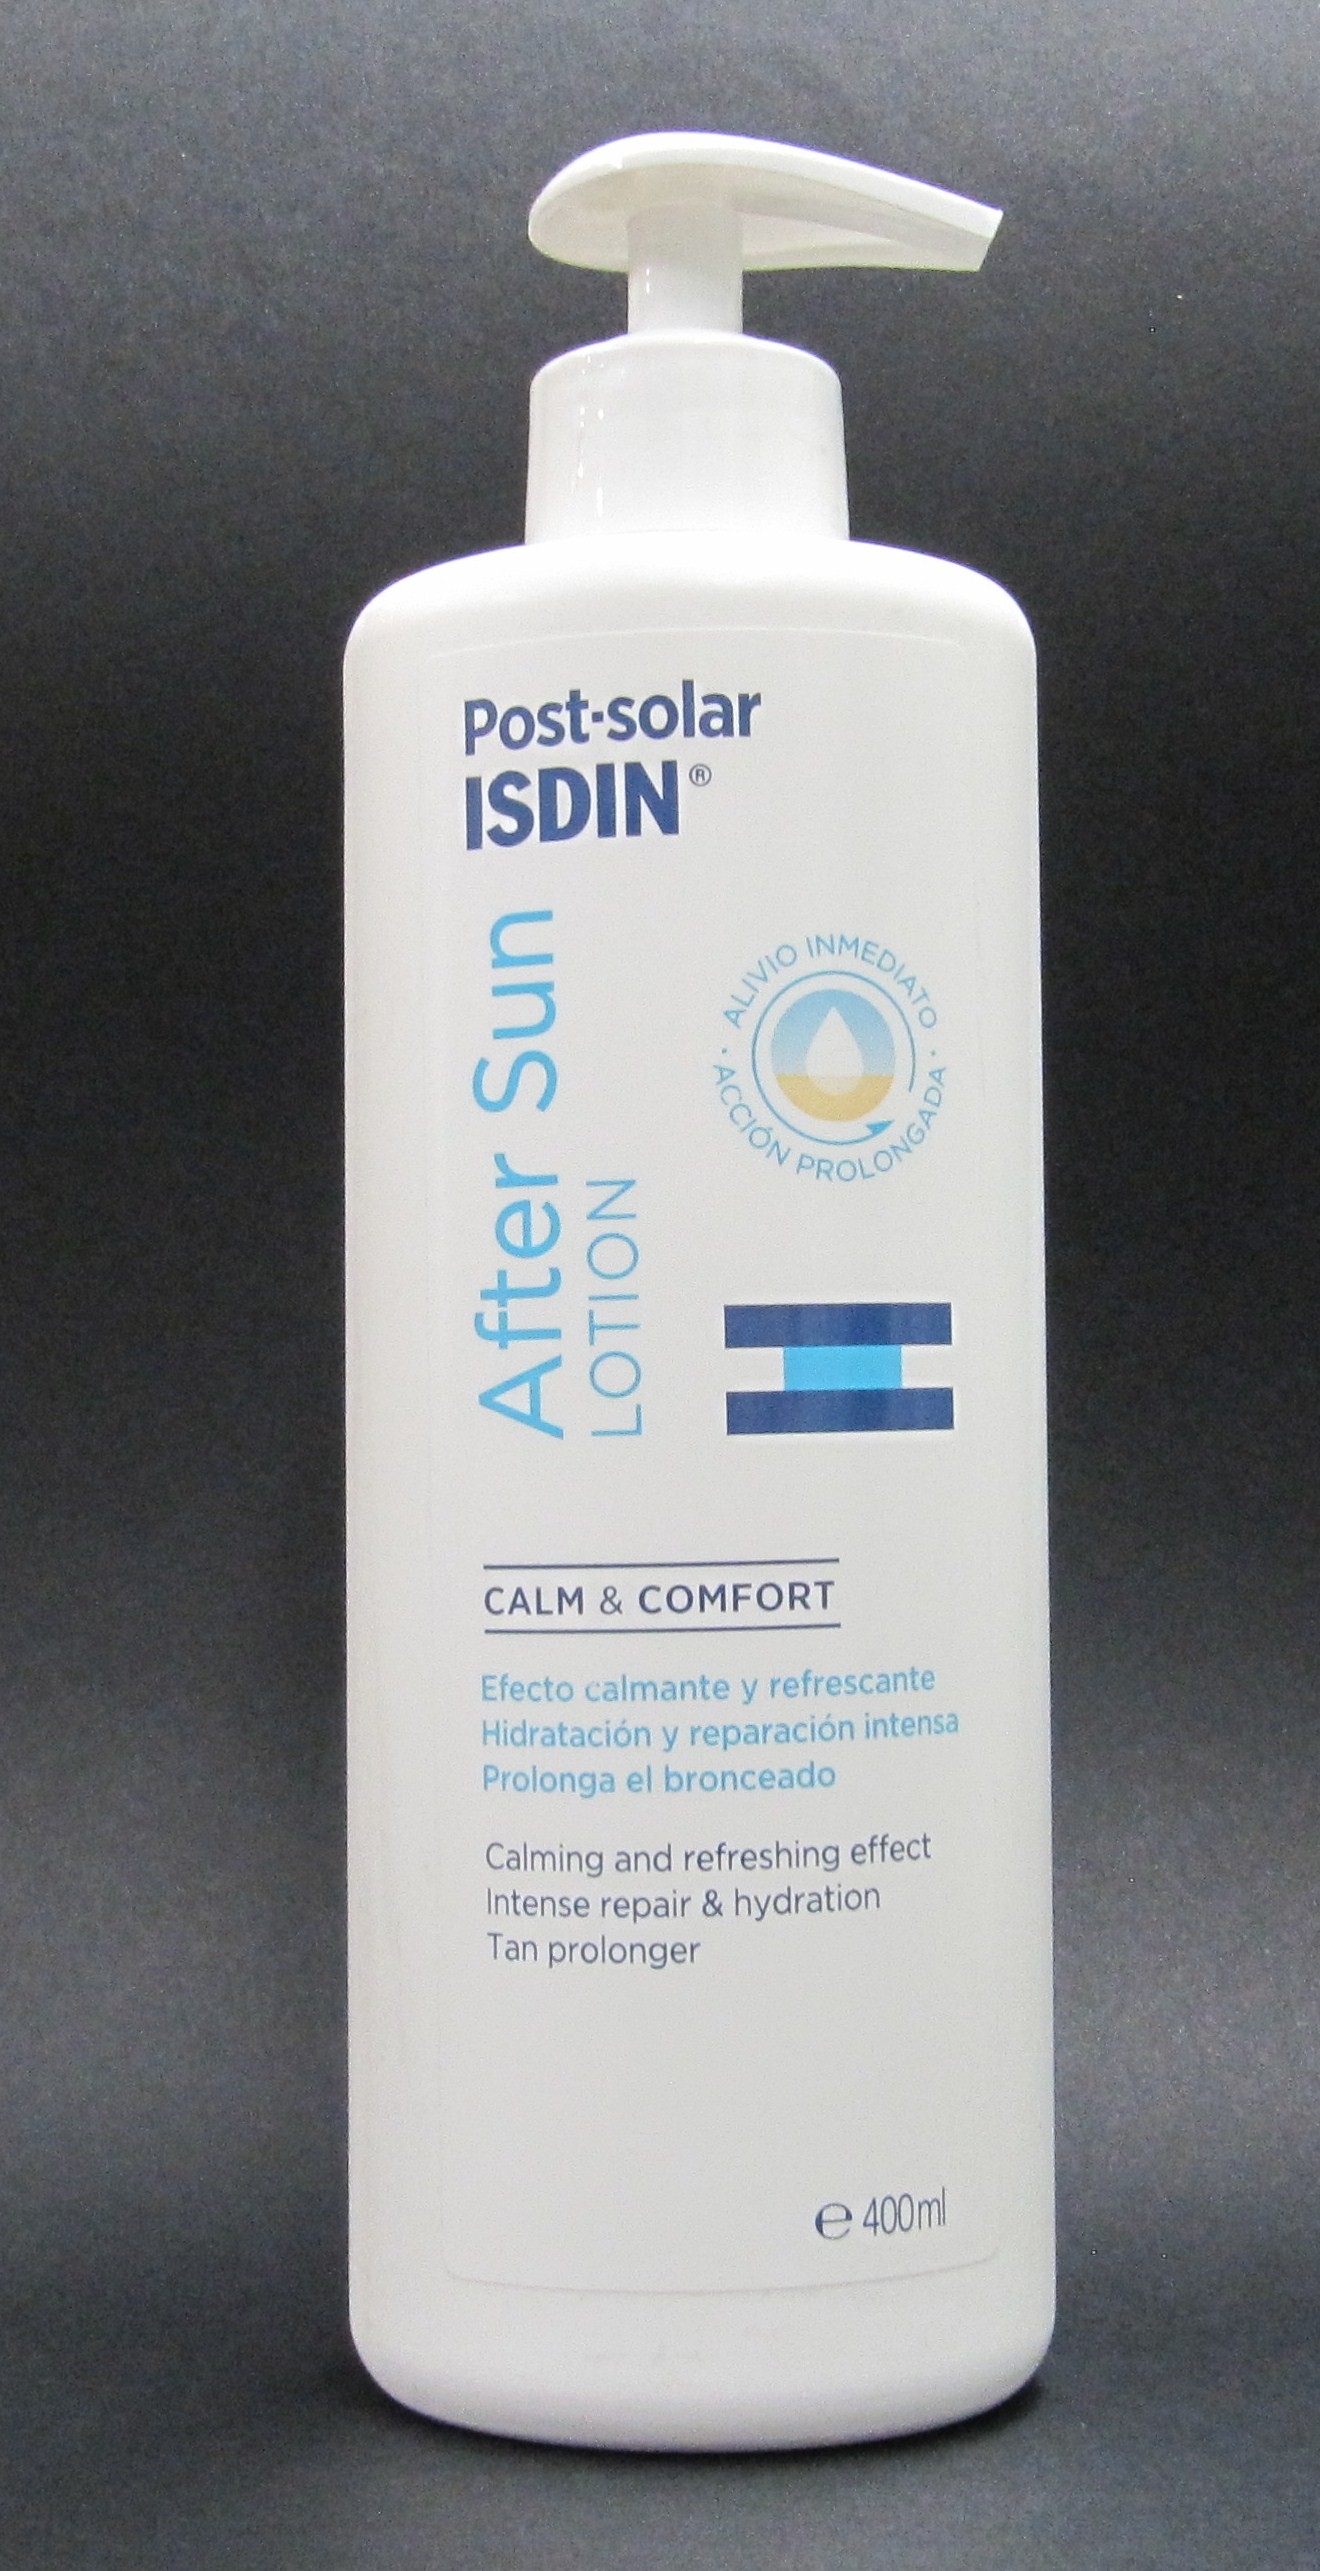 Post-solar
ISDIN®
After Sun
LOTION
· ALIVIO INMEDIATO ·
ACCIÓN PROLONGADA
CALM & COMFORT
Efecto calmante y refrescante
Hidratación y reparación intensa
Prolonga el bronceado
Calming and refreshing effect
Intense repair & hydration
Tan prolonger
℮ 400ml